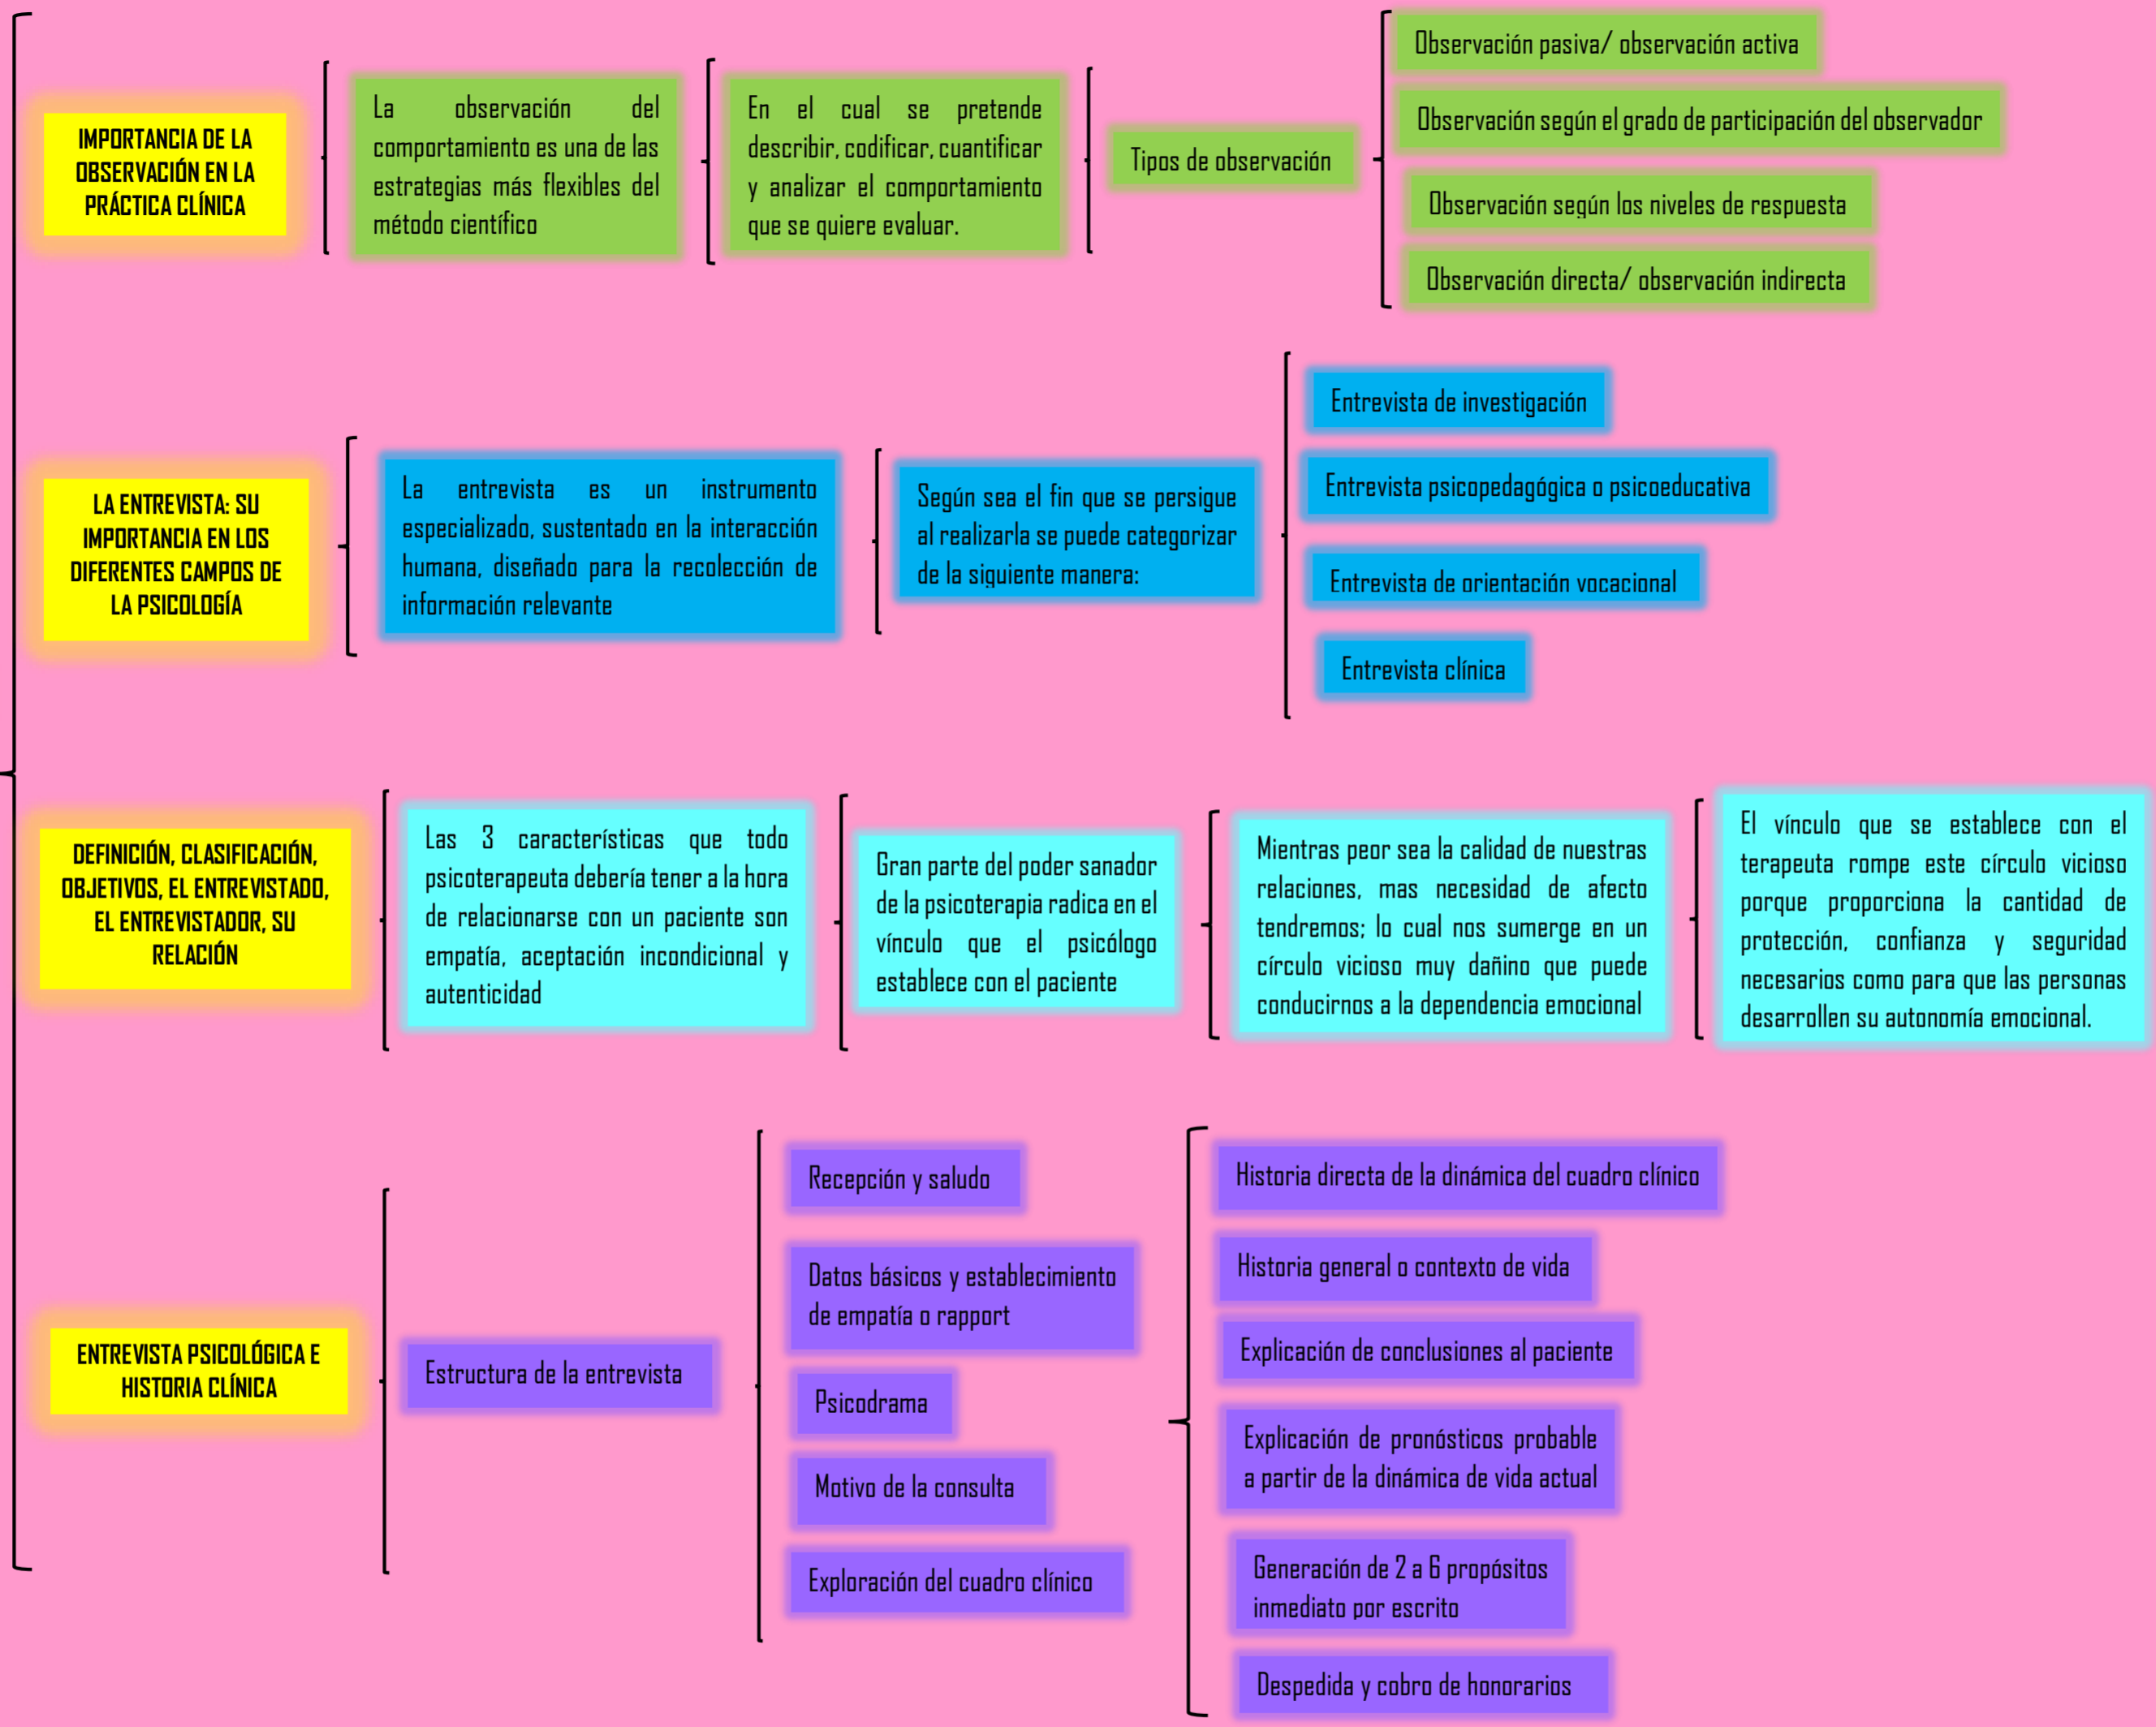 IMPORTANCIA DE LA
OBSERVACIÓN EN LA
PRÁCTICA CLÍNICA
La observación del
comportamiento es una de las
estrategias más flexibles del
método científico
En el cual se pretende
describir, codificar, cuantificar
y analizar el comportamiento
que se quiere evaluar.
Tipos de observación
Observación pasiva/ observación activa
Observación según el grado de participación del observador
Observación según los niveles de respuesta
Observación directa/ observación indirecta
LA ENTREVISTA: SU
IMPORTANCIA EN LOS
DIFERENTES CAMPOS DE
LA PSICOLOGÍA
La entrevista es un instrumento
especializado, sustentado en la interacción
humana, diseñado para la recolección de
información relevante
Según sea el fin que se persigue
al realizarla se puede categorizar
de la siguiente manera:
Entrevista de investigación
Entrevista psicopedagógica o psicoeducativa
Entrevista de orientación vocacional
Entrevista clínica
DEFINICIÓN, CLASIFICACIÓN,
OBJETIVOS, EL ENTREVISTADO,
EL ENTREVISTADOR, SU
RELACIÓN
Las 3 características que todo
psicoterapeuta debería tener a la hora
de relacionarse con un paciente son
empatía, aceptación incondicional y
autenticidad
Gran parte del poder sanador
de la psicoterapia radica en el
vínculo que el psicólogo
establece con el paciente
Mientras peor sea la calidad de nuestras
relaciones, mas necesidad de afecto
tendremos; lo cual nos sumerge en un
círculo vicioso muy dañino que puede
conducirnos a la dependencia emocional
El vínculo que se establece con el
terapeuta rompe este círculo vicioso
porque proporciona la cantidad de
protección, confianza y seguridad
necesarios como para que las personas
desarrollen su autonomía emocional.
ENTREVISTA PSICOLÓGICA E
HISTORIA CLÍNICA
Estructura de la entrevista
Recepción y saludo
Datos básicos y establecimiento
de empatía o rapport
Psicodrama
Motivo de la consulta
Exploración del cuadro clínico
Historia directa de la dinámica del cuadro clínico
Historia general o contexto de vida
Explicación de conclusiones al paciente
Explicación de pronósticos probable
a partir de la dinámica de vida actual
Generación de 2 a 6 propósitos
inmediato por escrito
Despedida y cobro de honorarios